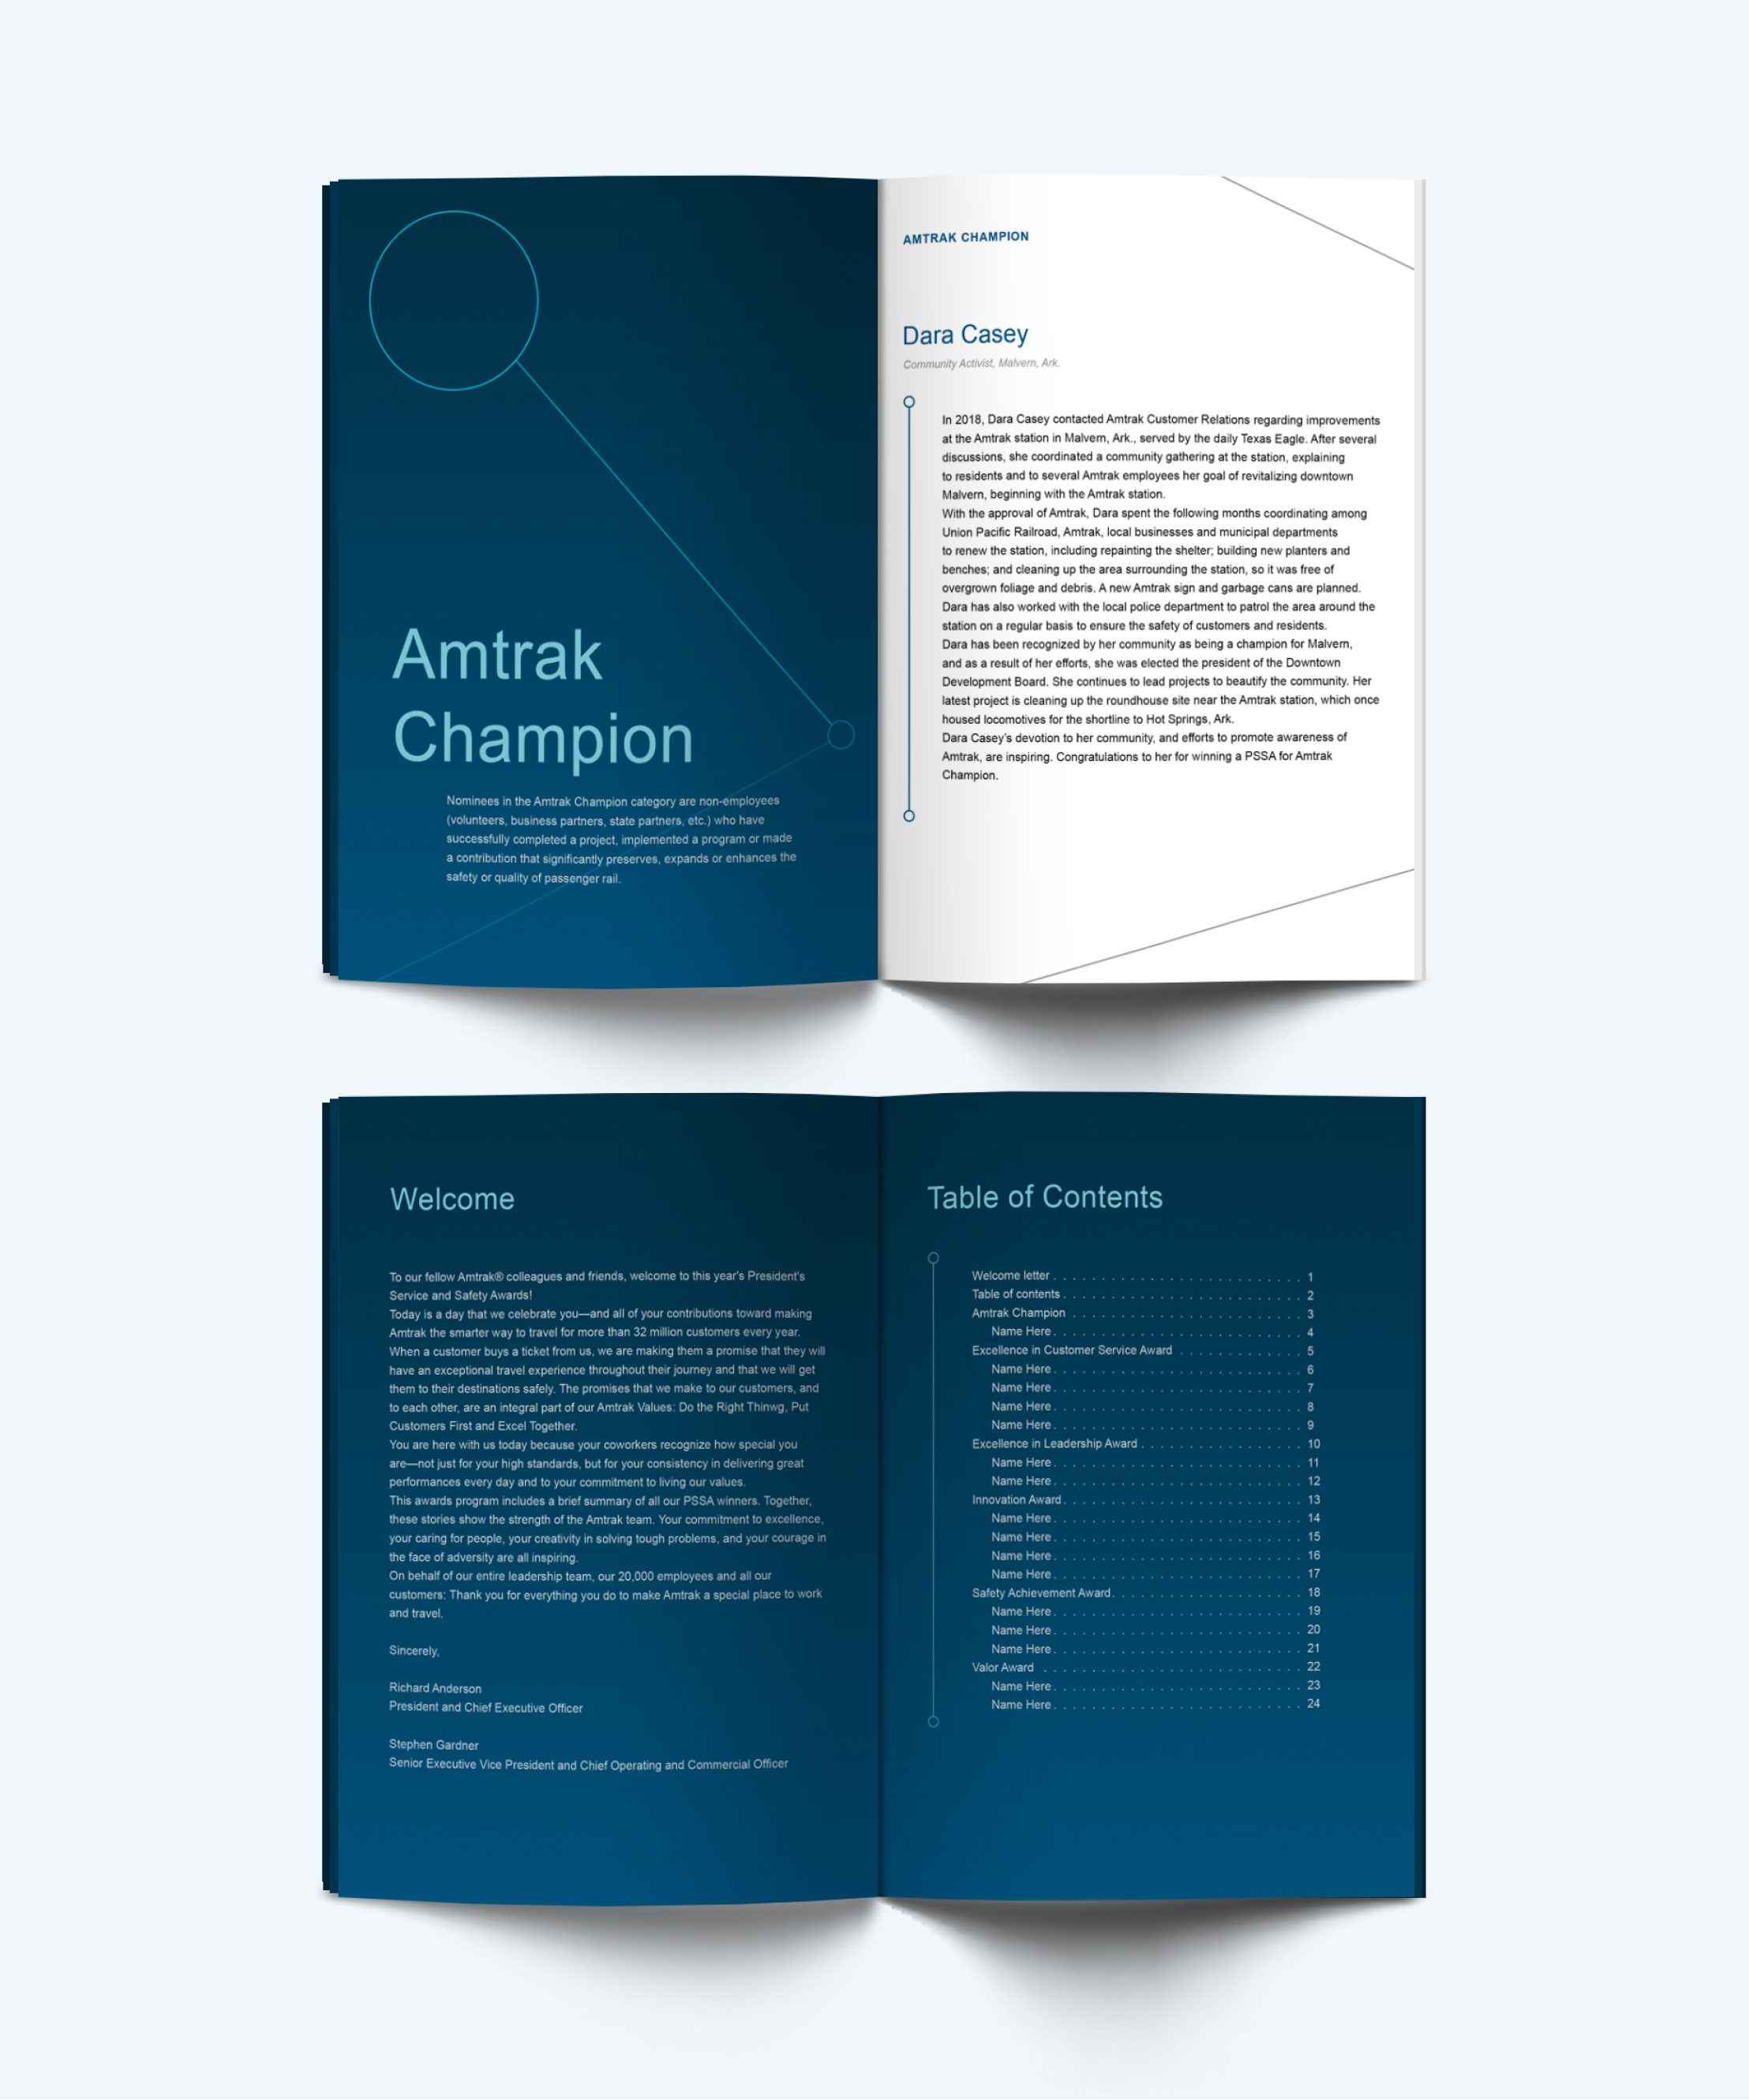 Amtrak
Champion
Nominees in the Amtrak Champion category are non-employees
(volunteers, business partners, state partners, etc.) who have
successfully completed a project, implemented a program or made
a contribution that significantly preserves, expands or enhances the
safety or quality of passenger rail.
AMTRAK CHAMPION
Dara Casey
Community Activist, Malvern, Ark.
In 2018, Dara Casey contacted Amtrak Customer Relations regarding improvements
at the Amtrak station in Malvern, Ark., served by the daily Texas Eagle. After several
discussions, she coordinated a community gathering at the station, explaining
to residents and to several Amtrak employees her goal of revitalizing downtown
Malvern, beginning with the Amtrak station.
With the approval of Amtrak, Dara spent the following months coordinating among
Union Pacific Railroad, Amtrak, local businesses and municipal departments
to renew the station, including repainting the shelter; building new planters and
benches; and cleaning up the area surrounding the station, so it was free of
overgrown foliage and debris. A new Amtrak sign and garbage cans are planned.
Dara has also worked with the local police department to patrol the area around the
station on a regular basis to ensure the safety of customers and residents.
Dara has been recognized by her community as being a champion for Malvern,
and as a result of her efforts, she was elected the president of the Downtown
Development Board. She continues to lead projects to beautify the community. Her
latest project is cleaning up the roundhouse site near the Amtrak station, which once
housed locomotives for the shortline to Hot Springs, Ark.
Dara Casey's devotion to her community, and efforts to promote awareness of
Amtrak, are inspiring. Congratulations to her for winning a PSSA for Amtrak
Champion.
Welcome
To our fellow Amtrak® colleagues and friends, welcome to this year's President's
Service and Safety Awards!
Today is a day that we celebrate you—and all of your contributions toward making
Amtrak the smarter way to travel for more than 32 million customers every year.
When a customer buys a ticket from us, we are making them a promise that they will
have an exceptional travel experience throughout their journey and that we will get
them to their destinations safely. The promises that we make to our customers, and
to each other, are an integral part of our Amtrak Values: Do the Right Thinwg, Put
Customers First and Excel Together.
You are here with us today because your coworkers recognize how special you
are—not just for your high standards, but for your consistency in delivering great
performances every day and to your commitment to living our values.
This awards program includes a brief summary of all our PSSA winners. Together,
these stories show the strength of the Amtrak team. Your commitment to excellence,
your caring for people, your creativity in solving tough problems, and your courage in
the face of adversity are all inspiring.
On behalf of our entire leadership team, our 20,000 employees and all our
customers: Thank you for everything you do to make Amtrak a special place to work
and travel.
Sincerely,
Richard Anderson
President and Chief Executive Officer
Stephen Gardner
Senior Executive Vice President and Chief Operating and Commercial Officer
Table of Contents
Welcome letter . . . . . . . . . . . . . . . . . . . . . . . . . . 1
Table of contents . . . . . . . . . . . . . . . . . . . . . . . . . 2
Amtrak Champion . . . . . . . . . . . . . . . . . . . . . . . . 3
Name Here . . . . . . . . . . . . . . . . . . . . . . . . . . 4
Excellence in Customer Service Award . . . . . . . . . . . . . 5
Name Here . . . . . . . . . . . . . . . . . . . . . . . . . . 6
Name Here . . . . . . . . . . . . . . . . . . . . . . . . . . 7
Name Here . . . . . . . . . . . . . . . . . . . . . . . . . . 8
Name Here . . . . . . . . . . . . . . . . . . . . . . . . . . 9
Excellence in Leadership Award . . . . . . . . . . . . . . . . . 10
Name Here . . . . . . . . . . . . . . . . . . . . . . . . . . 11
Name Here . . . . . . . . . . . . . . . . . . . . . . . . . . 12
Innovation Award . . . . . . . . . . . . . . . . . . . . . . . . . 13
Name Here . . . . . . . . . . . . . . . . . . . . . . . . . . 14
Name Here . . . . . . . . . . . . . . . . . . . . . . . . . . 15
Name Here . . . . . . . . . . . . . . . . . . . . . . . . . . 16
Name Here . . . . . . . . . . . . . . . . . . . . . . . . . . 17
Safety Achievement Award . . . . . . . . . . . . . . . . . . . . 18
Name Here . . . . . . . . . . . . . . . . . . . . . . . . . . 19
Name Here . . . . . . . . . . . . . . . . . . . . . . . . . . 20
Name Here . . . . . . . . . . . . . . . . . . . . . . . . . . 21
Valor Award . . . . . . . . . . . . . . . . . . . . . . . . . . . 22
Name Here . . . . . . . . . . . . . . . . . . . . . . . . . . 23
Name Here . . . . . . . . . . . . . . . . . . . . . . . . . . 24